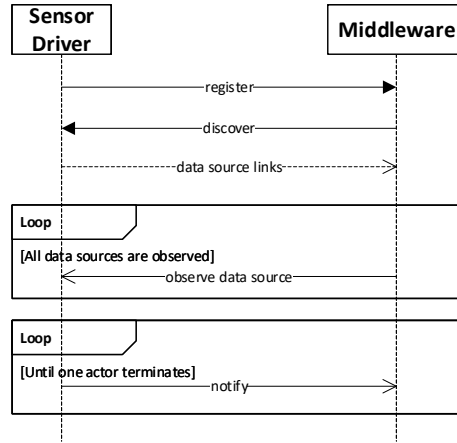 Sensor
Driver
Middleware
register
discover
data source links
Loop
[All data sources are observed]
observe data source
Loop
[Until one actor terminates]
notify